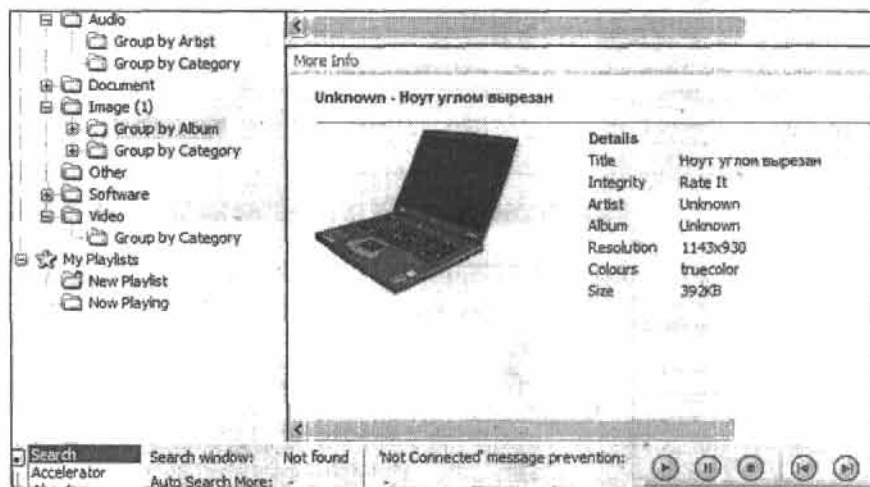 Audio
Group by Artist
Group by Category
Document
Image (1)
Group by Album
Group by Category
Other
Software
Video
Group by Category
My Playlists
New Playlist
Now Playing
More Info
Unknown - Ноут углом вырезан
Details
Title Ноут углом вырезан
Integrity Rate It
Artist Unknown
Album Unknown
Resolution 1143x930
Colours truecolor
Size 392KB
Search
Accelerator
Search window: Not found
Auto Search More:
'Not Connected' message prevention: